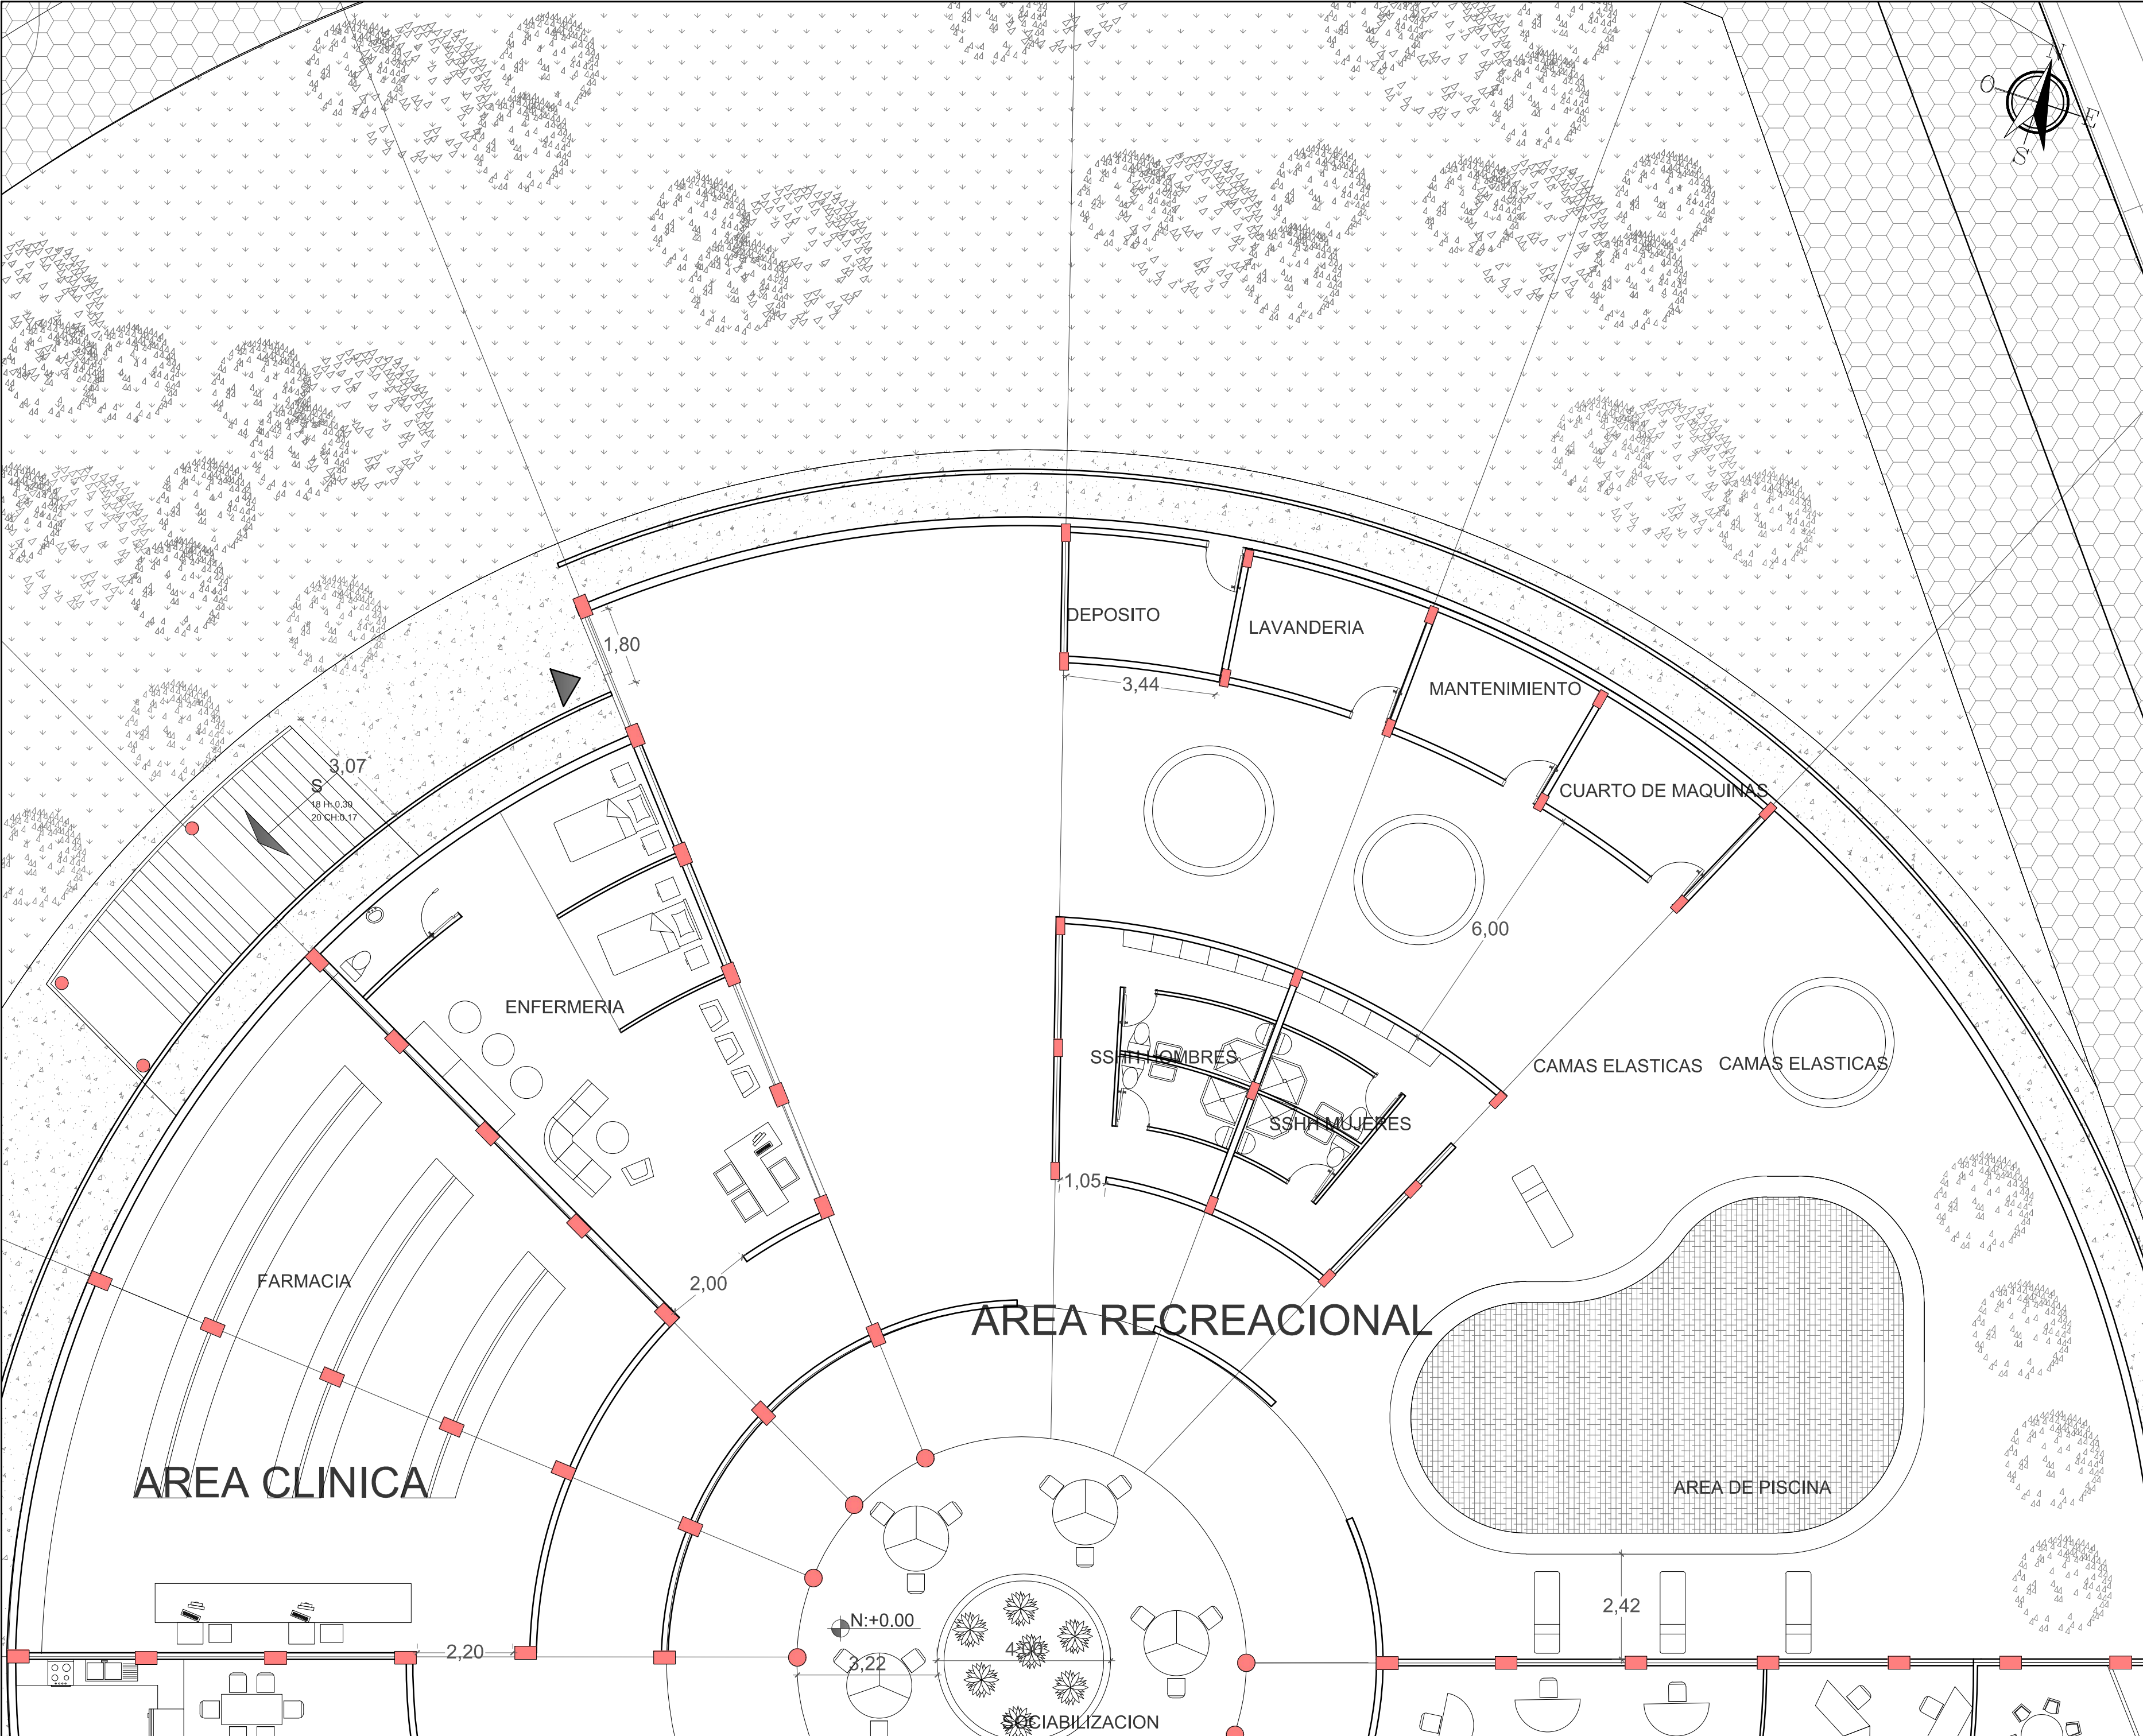 N
O
E
S
1,80
DEPOSITO
LAVANDERIA
3,44
MANTENIMIENTO
3,07
S
18 H: 0.30
20 CH:0.17
CUARTO DE MAQUINAS
6,00
ENFERMERIA
SSHH HOMBRES
CAMAS ELASTICAS
CAMAS ELASTICAS
SSHH MUJERES
1,05
FARMACIA
2,00
AREA RECREACIONAL
AREA CLINICA
AREA DE PISCINA
2,42
N:+0.00
2,20
3,22
4,00
SOCIABILIZACION